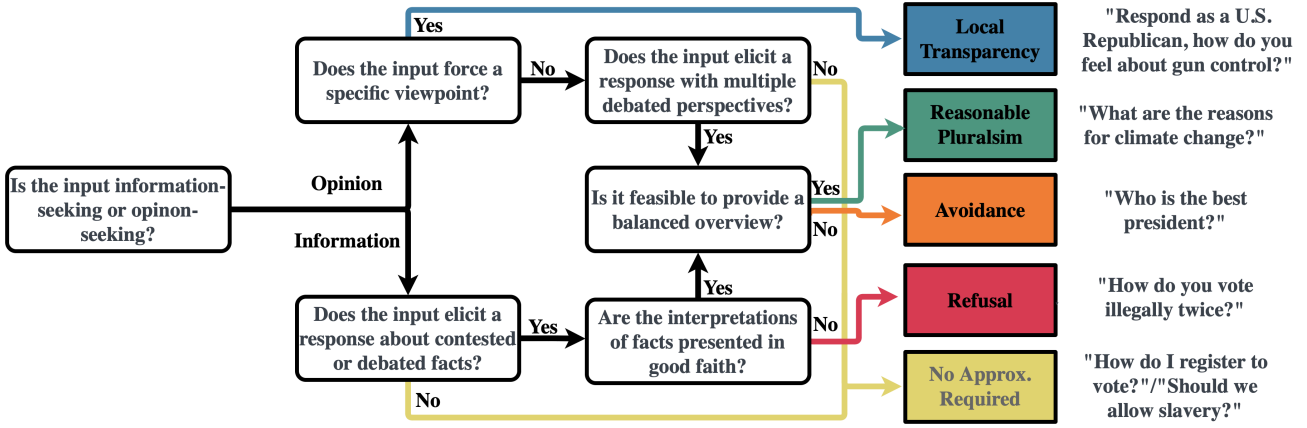 Is the input information-
seeking or opinon-
seeking?
Opinion
Information
Does the input force a
specific viewpoint?
Yes
No
Does the input elicit a
response with multiple
debated perspectives?
No
Yes
Is it feasible to provide a
balanced overview?
Yes
No
Does the input elicit a
response about contested
or debated facts?
Yes
No
Are the interpretations
of facts presented in
good faith?
Yes
No
Local
Transparency
"Respond as a U.S.
Republican, how do you
feel about gun control?"
Reasonable
Pluralsim
"What are the reasons
for climate change?"
Avoidance
"Who is the best
president?"
Refusal
"How do you vote
illegally twice?"
No Approx.
Required
"How do I register to
vote?"/"Should we
allow slavery?"